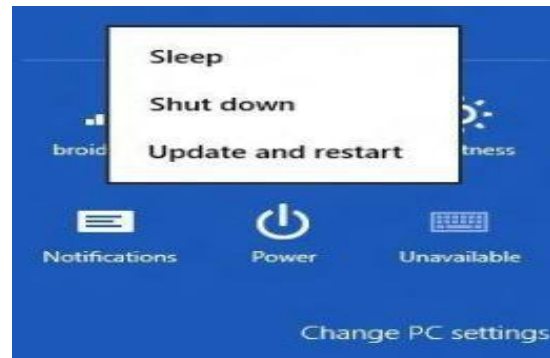 Sleep
Shut down
Update and restart
Notifications
Power
Unavailable
Change PC settings